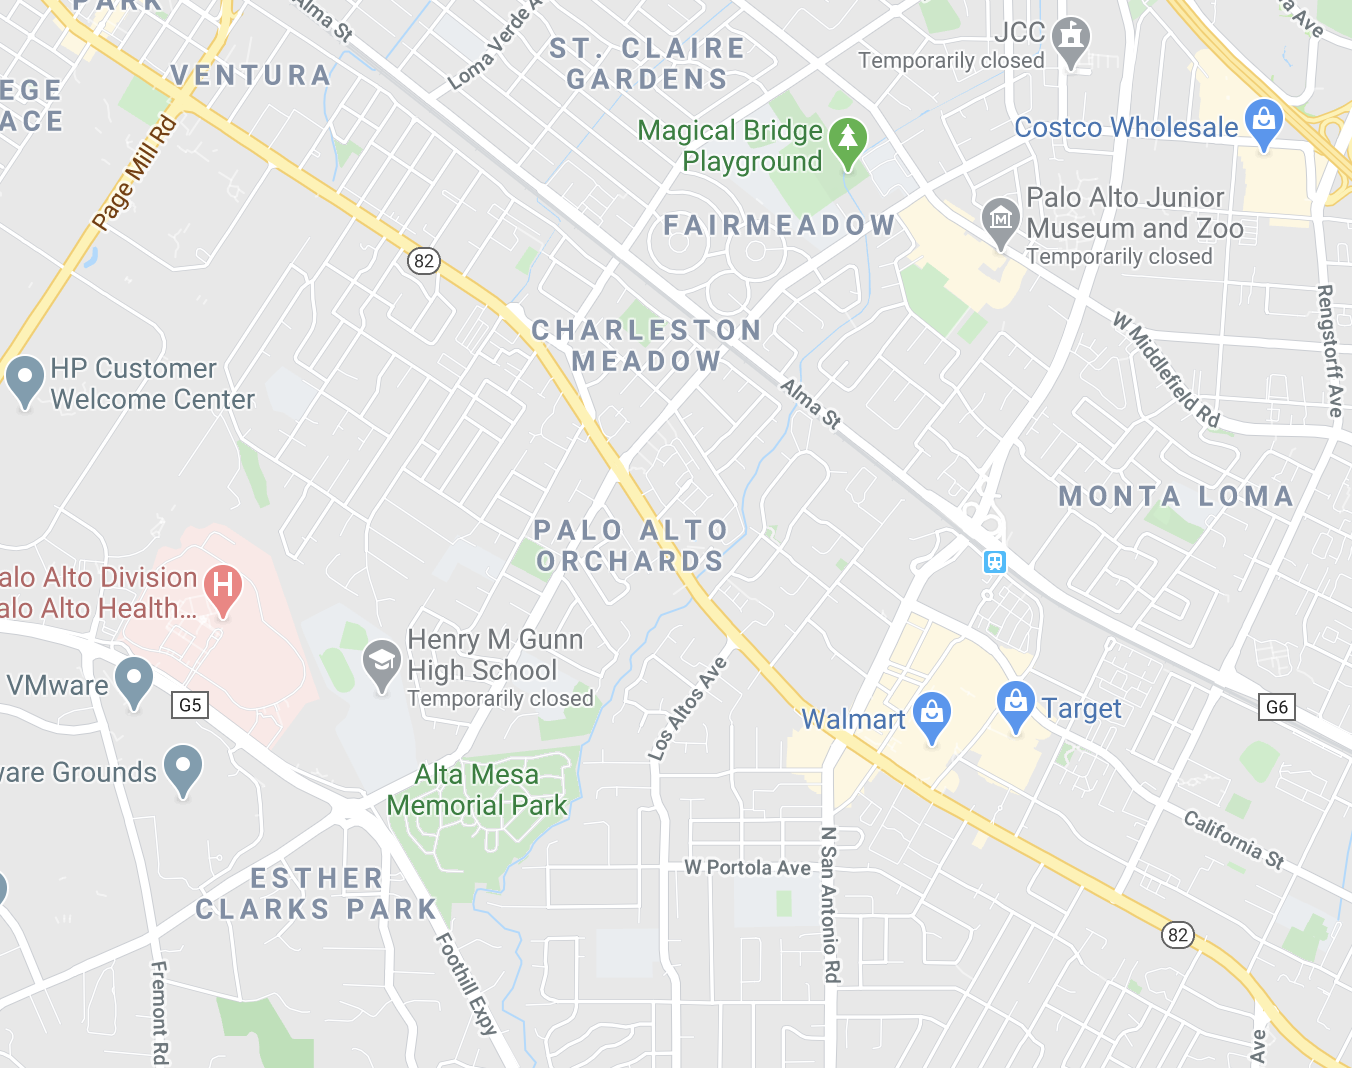 PARK
Alma St
Loma Verde A
ST. CLAIRE
GARDENS
JCC
Temporarily closed
a Ave
VENTURA
EGE
ACE
Page Mill Rd
Magical Bridge
Playground
Costco Wholesale
FAIRMEADOW
Palo Alto Junior
Museum and Zoo
Temporarily closed
82
CHARLESTON
MEADOW
W Middlefield Rd
Rengstorff Ave
HP Customer
Welcome Center
Alma St
MONTA LOMA
PALO ALTO
ORCHARDS
alo Alto Division
alo Alto Health...
H
Henry M Gunn
High School
Temporarily closed
VMware
G5
Los Altos Ave
Walmart
Target
G6
ware Grounds
Alta Mesa
Memorial Park
California St
W Portola Ave
N San Antonio Rd
ESTHER
CLARKS PARK
82
Foothill Expy
Fremont Rd
Ave